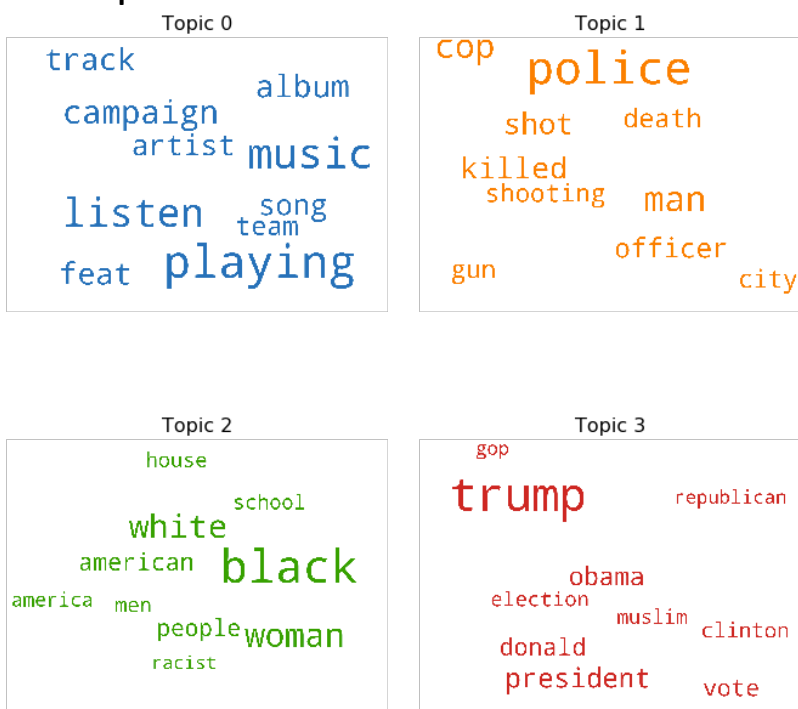 Topic 0
track
album
campaign
artist
music
listen
song
team
feat
playing
Topic 1
cop
police
shot
death
killed
shooting
man
officer
gun
city
Topic 2
house
school
white
american
black
america
men
people
woman
racist
Topic 3
gop
trump
republican
obama
election
muslim
clinton
donald
president
vote